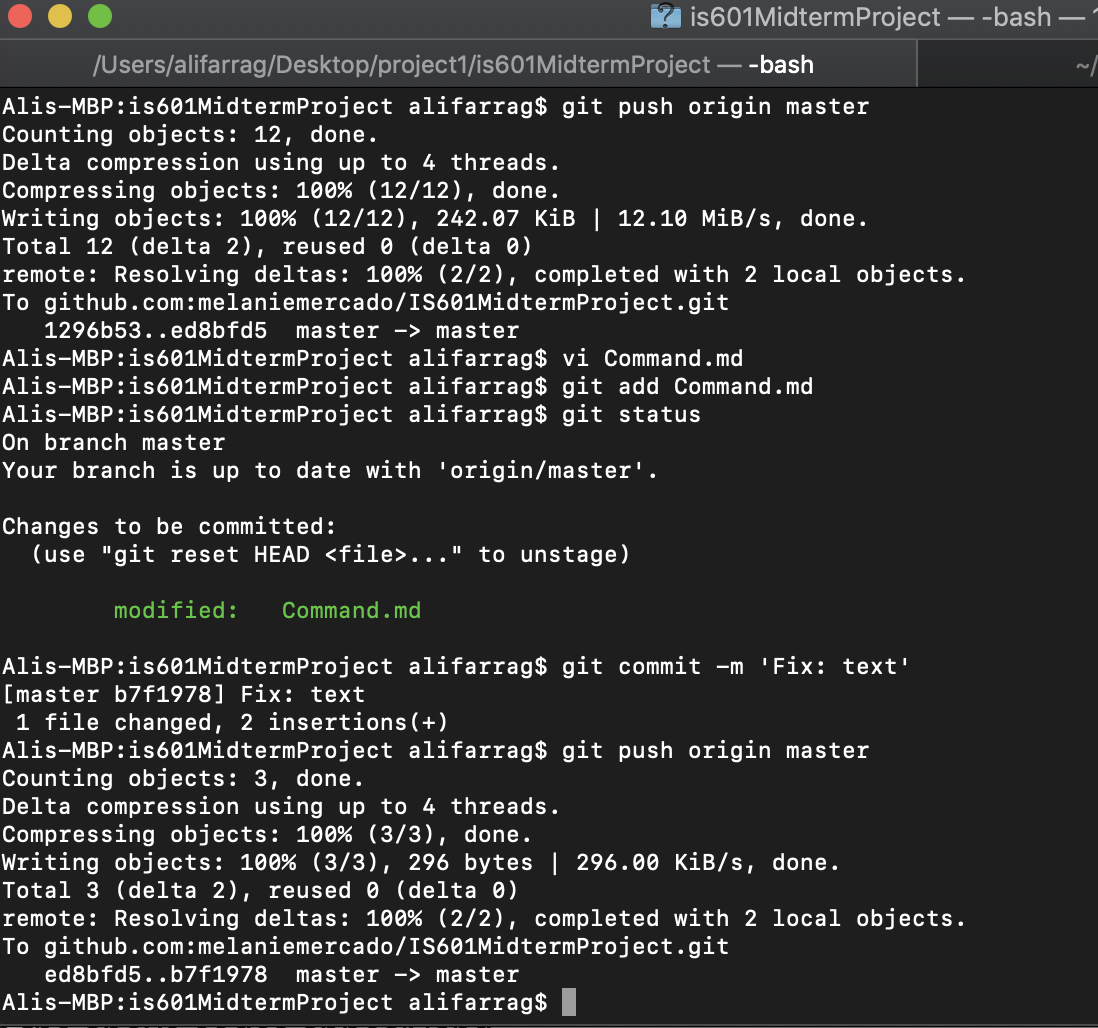 is601MidtermProject — -bash —
/Users/alifarrag/Desktop/project1/is601MidtermProject — -bash
~/
Alis-MBP:is601MidtermProject alifarrag$ git push origin master
Counting objects: 12, done.
Delta compression using up to 4 threads.
Compressing objects: 100% (12/12), done.
Writing objects: 100% (12/12), 242.07 KiB | 12.10 MiB/s, done.
Total 12 (delta 2), reused 0 (delta 0)
remote: Resolving deltas: 100% (2/2), completed with 2 local objects.
To github.com:melaniemercado/IS601MidtermProject.git
   1296b53..ed8bfd5  master -> master
Alis-MBP:is601MidtermProject alifarrag$ vi Command.md
Alis-MBP:is601MidtermProject alifarrag$ git add Command.md
Alis-MBP:is601MidtermProject alifarrag$ git status
On branch master
Your branch is up to date with 'origin/master'.

Changes to be committed:
  (use "git reset HEAD <file>..." to unstage)

        modified:   Command.md

Alis-MBP:is601MidtermProject alifarrag$ git commit -m 'Fix: text'
[master b7f1978] Fix: text
 1 file changed, 2 insertions(+)
Alis-MBP:is601MidtermProject alifarrag$ git push origin master
Counting objects: 3, done.
Delta compression using up to 4 threads.
Compressing objects: 100% (3/3), done.
Writing objects: 100% (3/3), 296 bytes | 296.00 KiB/s, done.
Total 3 (delta 2), reused 0 (delta 0)
remote: Resolving deltas: 100% (2/2), completed with 2 local objects.
To github.com:melaniemercado/IS601MidtermProject.git
   ed8bfd5..b7f1978  master -> master
Alis-MBP:is601MidtermProject alifarrag$